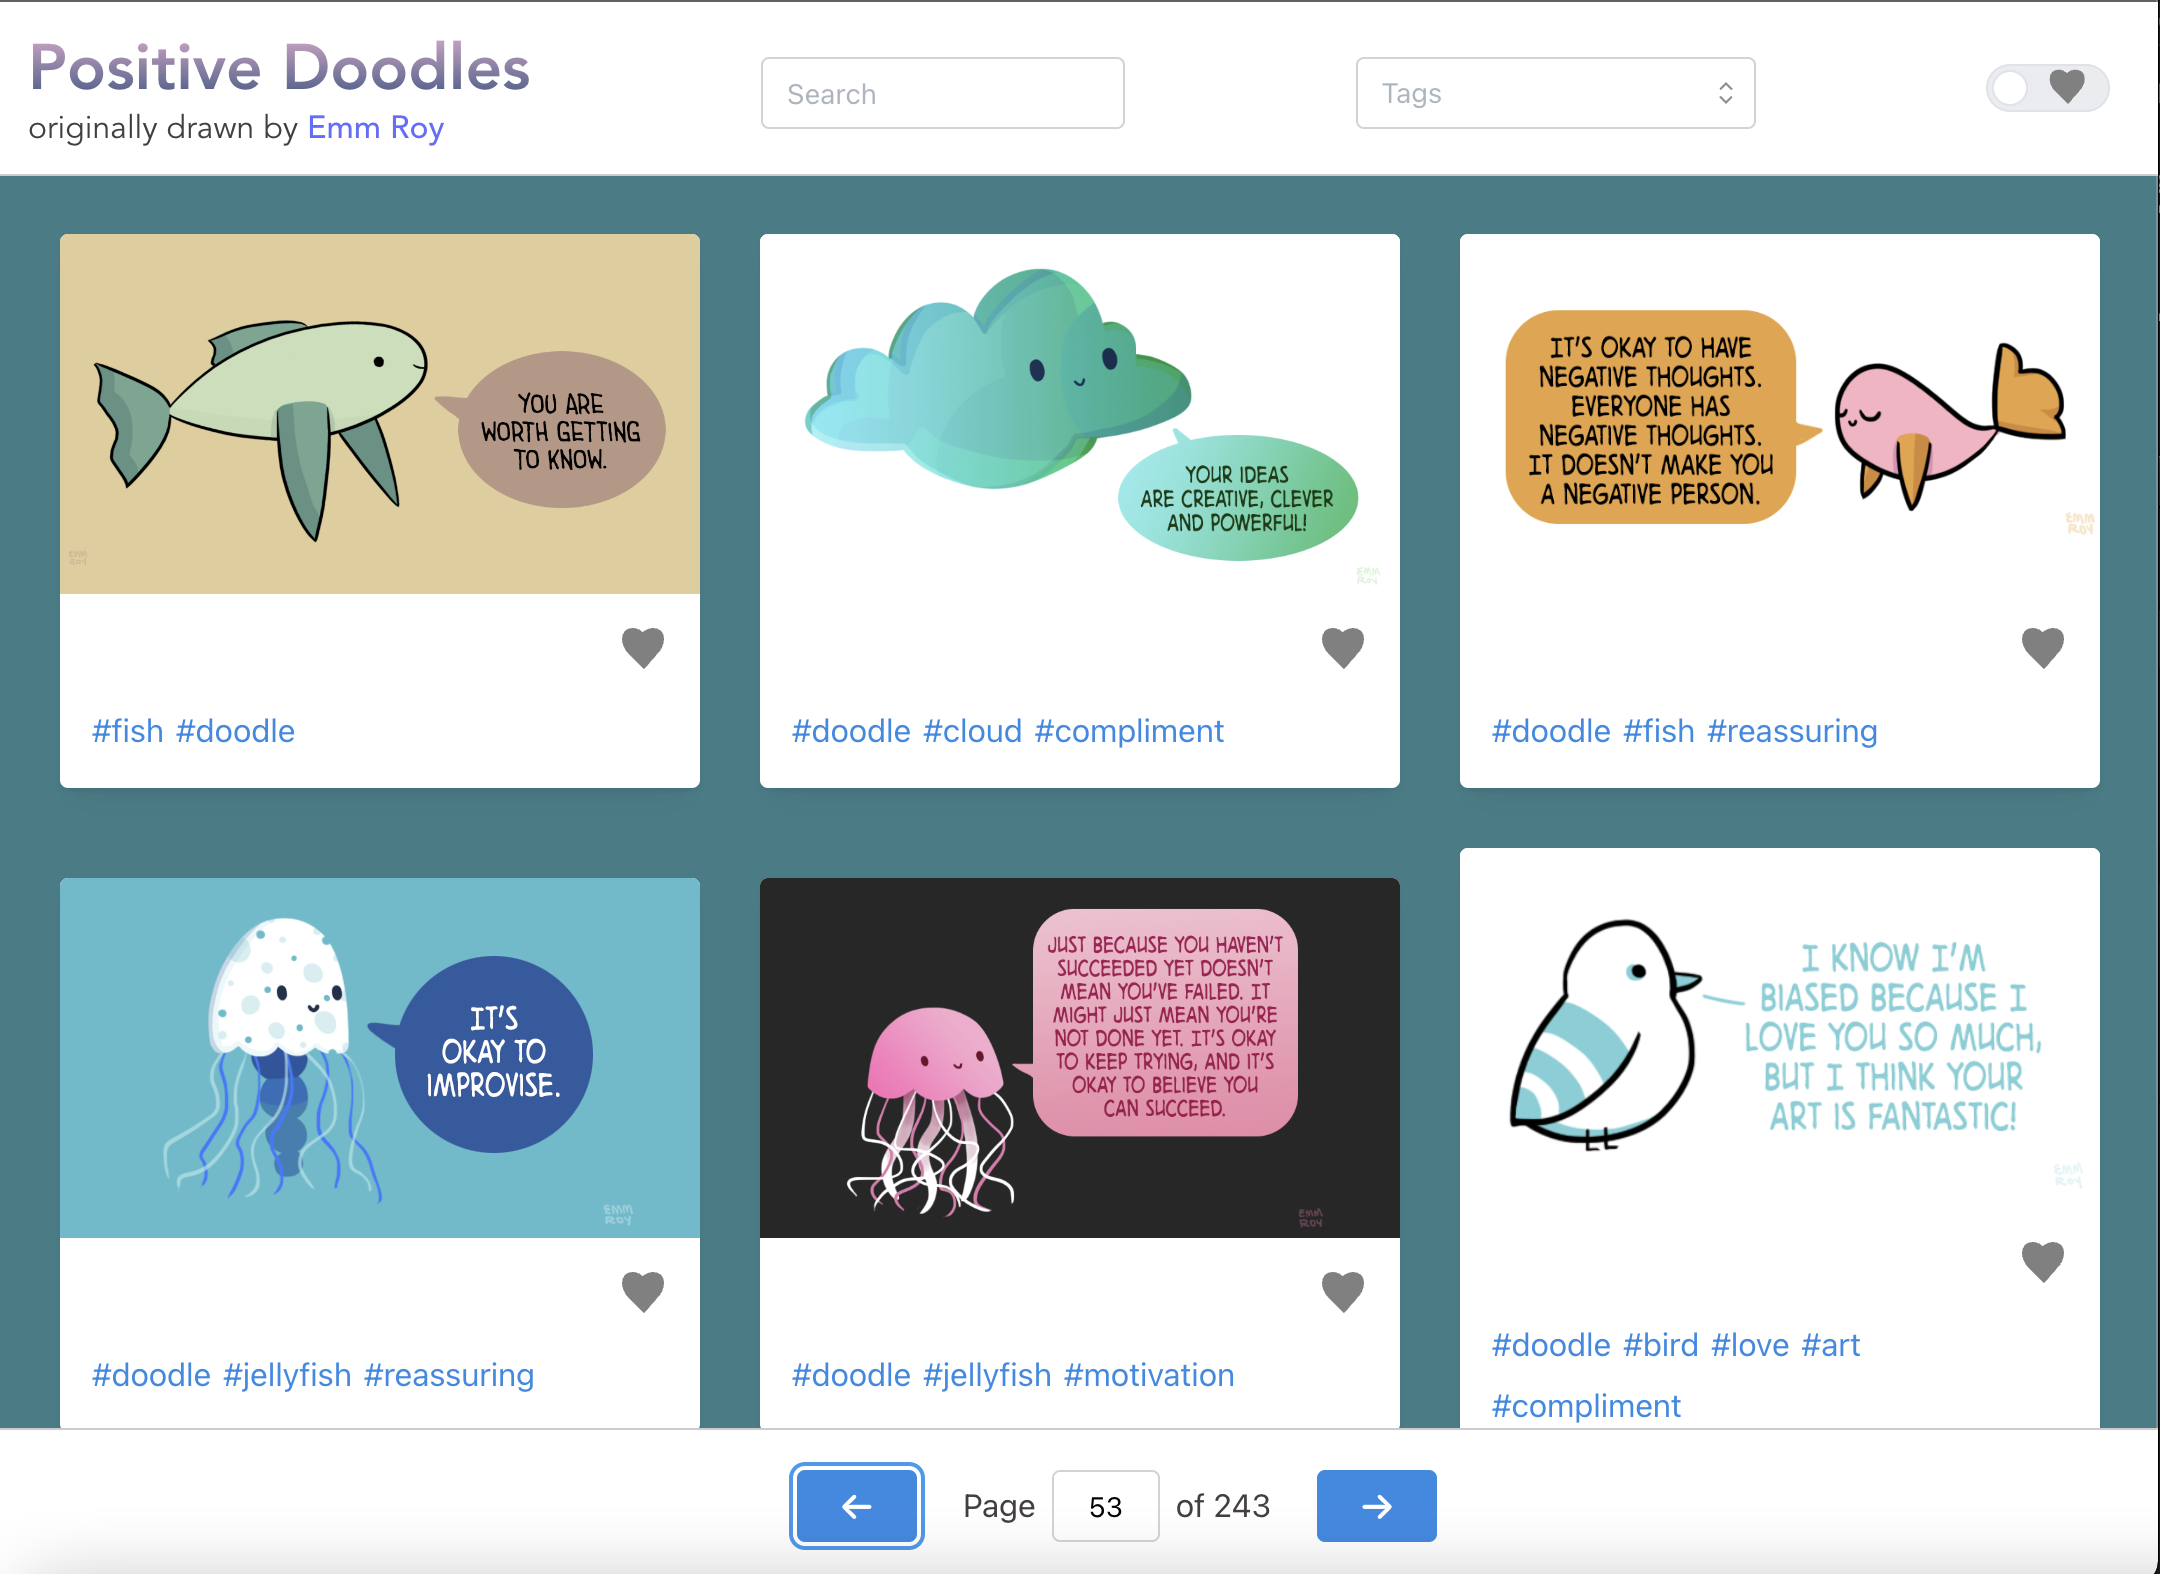 Positive Doodles
originally drawn by Emm Roy
Search
Tags
YOU ARE
WORTH GETTING
TO KNOW.
EMM
ROY
#fish #doodle
YOUR IDEAS
ARE CREATIVE, CLEVER
AND POWERFUL!
EMM
ROY
#doodle #cloud #compliment
IT'S OKAY TO HAVE
NEGATIVE THOUGHTS.
EVERYONE HAS
NEGATIVE THOUGHTS.
IT DOESN'T MAKE YOU
A NEGATIVE PERSON.
EMM
ROY
#doodle #fish #reassuring
IT'S
OKAY TO
IMPROVISE.
EMM
ROY
#doodle #jellyfish #reassuring
JUST BECAUSE YOU HAVEN'T
SUCCEEDED YET DOESN'T
MEAN YOU'VE FAILED. IT
MIGHT JUST MEAN YOU'RE
NOT DONE YET. IT'S OKAY
TO KEEP TRYING, AND IT'S
OKAY TO BELIEVE YOU
CAN SUCCEED.
EMM
ROY
#doodle #jellyfish #motivation
I KNOW I'M
BIASED BECAUSE I
LOVE YOU SO MUCH,
BUT I THINK YOUR
ART IS FANTASTIC!
EMM
ROY
#doodle #bird #love #art
#compliment
Page 53 of 243